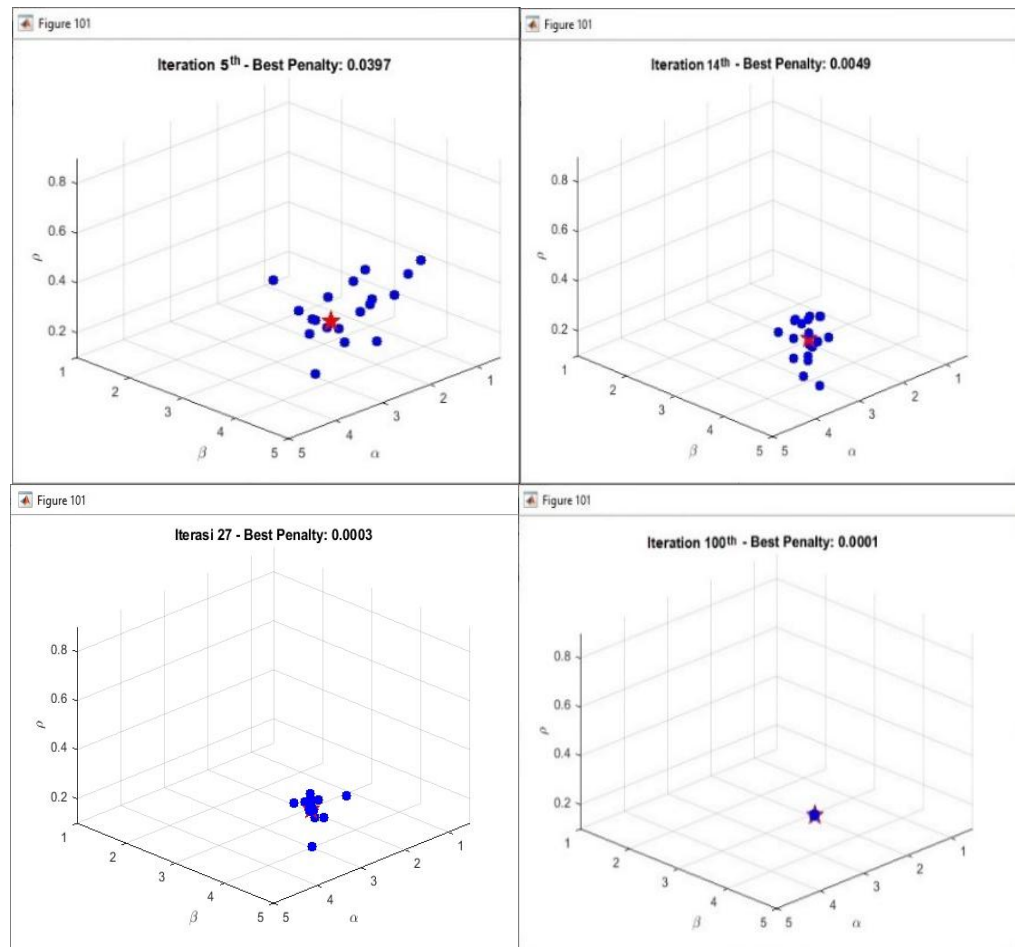 Figure 101
Iteration 5th - Best Penalty: 0.0397
0.8
0.6
0.4
0.2
ρ
1
2
3
4
5
β
5
4
3
2
1
α
Figure 101
Iteration 14th - Best Penalty: 0.0049
0.8
0.6
0.4
0.2
ρ
1
2
3
4
5
β
5
4
3
2
1
α
Figure 101
Iterasi 27 - Best Penalty: 0.0003
0.8
0.6
0.4
0.2
ρ
1
2
3
4
5
β
5
4
3
2
1
α
Figure 101
Iteration 100th - Best Penalty: 0.0001
0.8
0.6
0.4
0.2
ρ
1
2
3
4
5
β
5
4
3
2
1
α